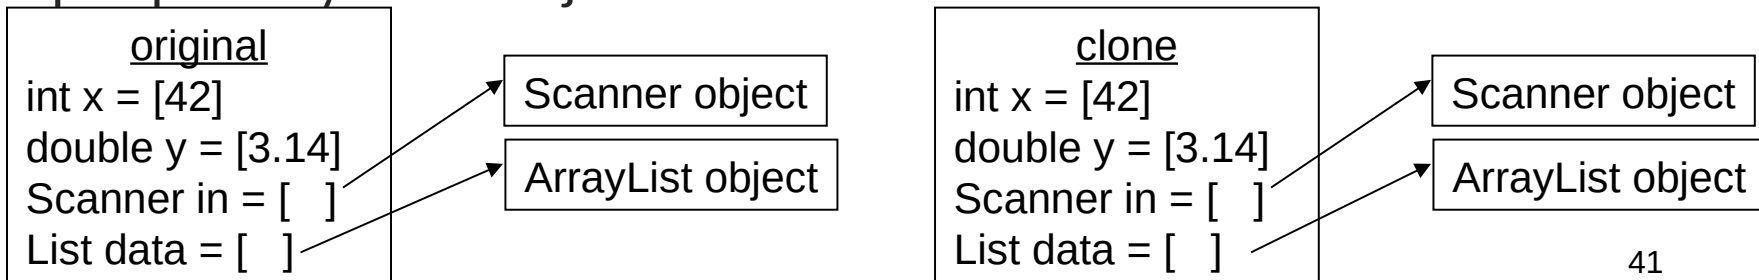 original
int x = [42]
double y = [3.14]
Scanner in = [   ]
List data = [   ]
Scanner object
ArrayList object
clone
int x = [42]
double y = [3.14]
Scanner in = [   ]
List data = [   ]
Scanner object
ArrayList object
41